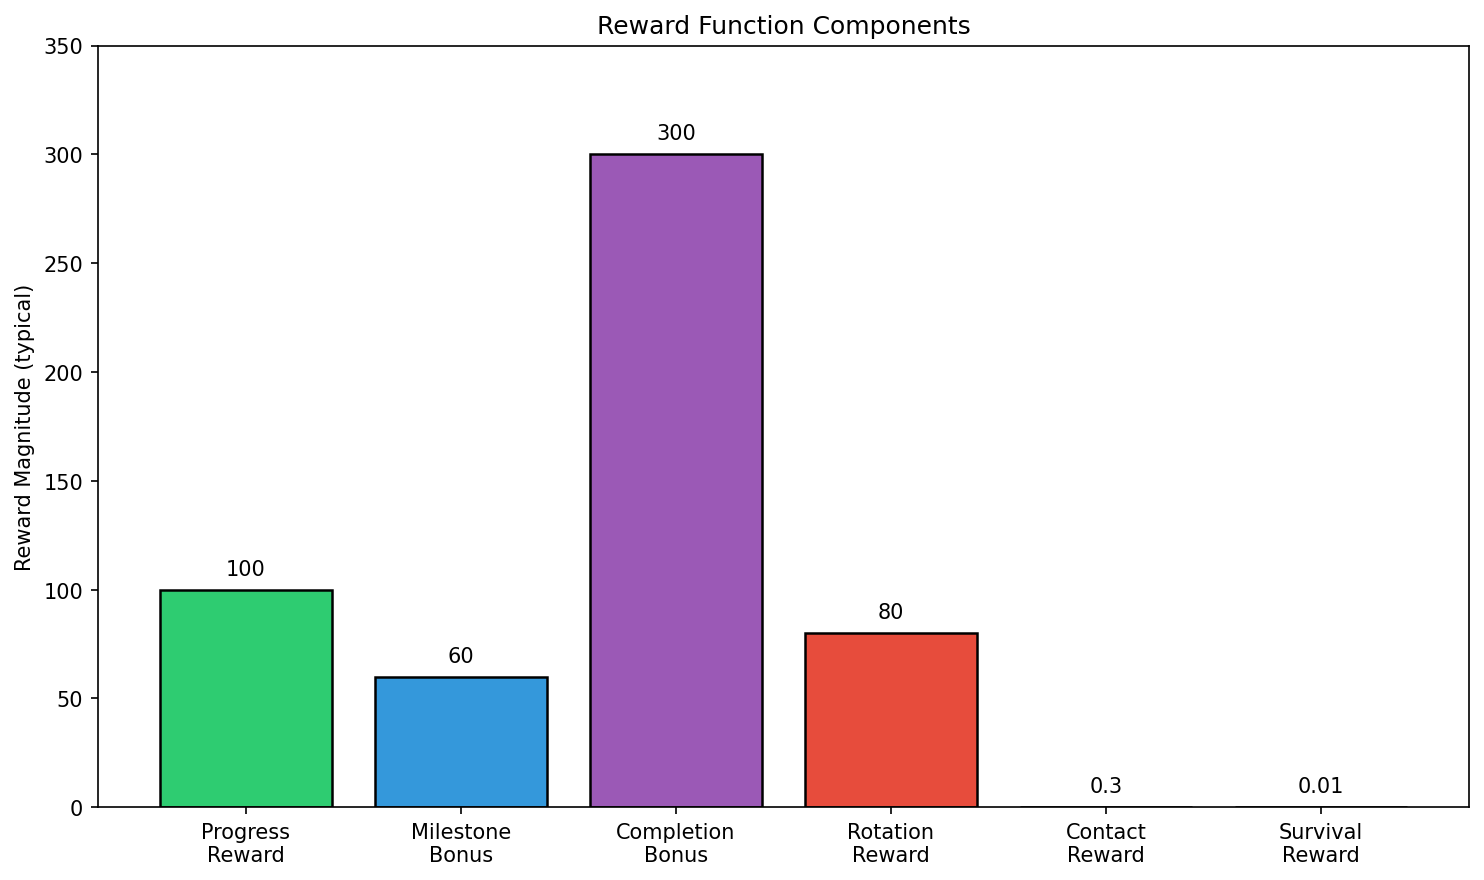 Reward Function Components
Reward Magnitude (typical)
350
300
250
200
150
100
50
0
100
60
300
80
0.3
0.01
Progress
Reward
Milestone
Bonus
Completion
Bonus
Rotation
Reward
Contact
Reward
Survival
Reward